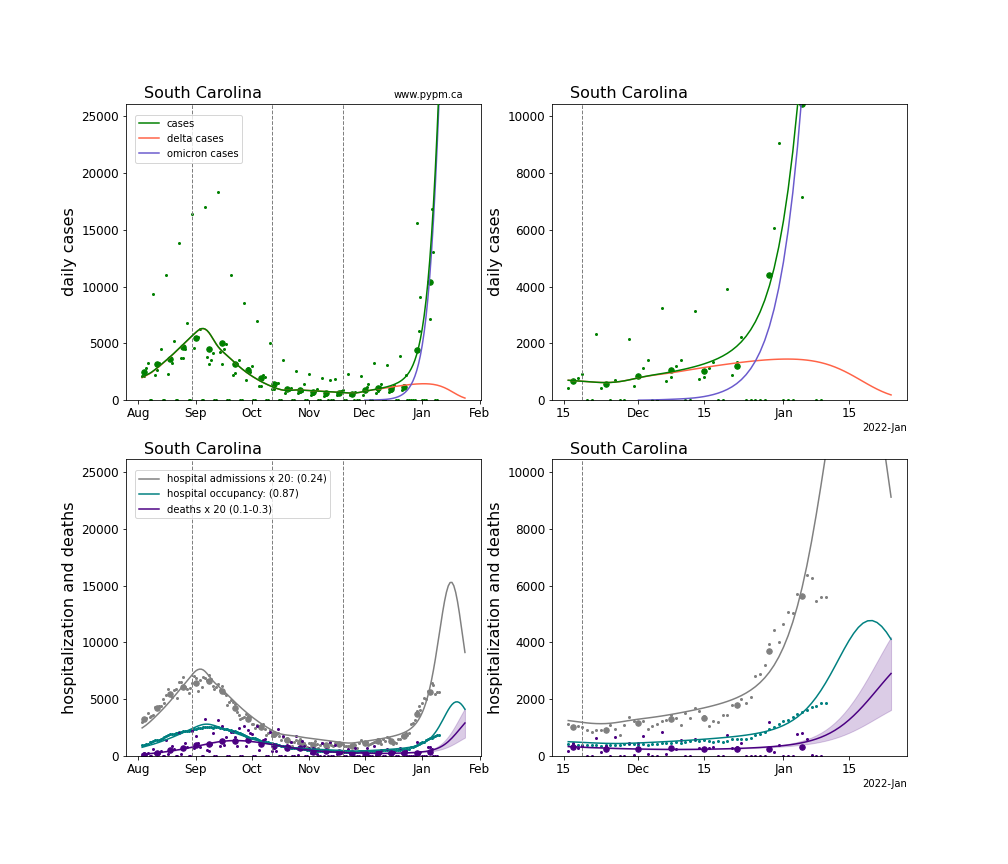 South Carolina
www.pypm.ca
25000
20000
15000
10000
5000
0
daily cases
cases
delta cases
omicron cases
Aug
Sep
Oct
Nov
Dec
Jan
Feb
South Carolina
10000
8000
6000
4000
2000
0
daily cases
15
Dec
15
Jan
15
2022-Jan
South Carolina
25000
20000
15000
10000
5000
0
hospitalization and deaths
hospital admissions x 20: (0.24)
hospital occupancy: (0.87)
deaths x 20 (0.1-0.3)
Aug
Sep
Oct
Nov
Dec
Jan
Feb
South Carolina
10000
8000
6000
4000
2000
0
hospitalization and deaths
15
Dec
15
Jan
15
2022-Jan